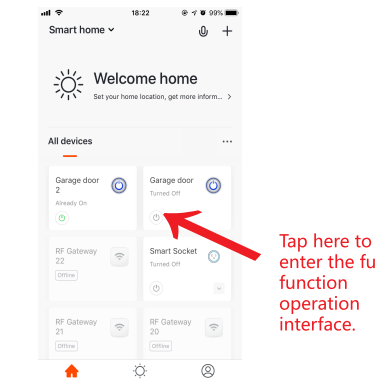 18:22
99%
Smart home
Welcome home
Set your home location, get more inform...
All devices
Garage door
2
Already On
Garage door
Turned Off
RF Gateway
22
Offline
Smart Socket
Turned Off
RF Gateway
21
Offline
RF Gateway
20
Offline
Tap here to
enter the fu
function
operation
interface.